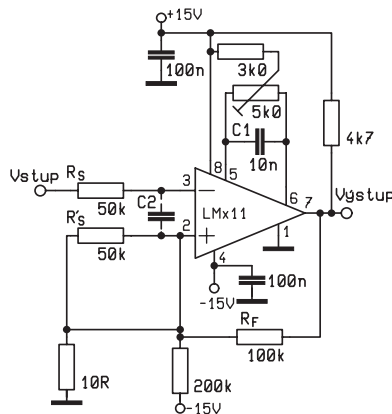 +15V
100n
3k0
5k0
C1
10n
4k7
8
5
6
7
3
2
1
4
Vstup
RS
50k
R'S
50k
C2
LMx11
Výstup
100n
-15V
RF
100k
10R
200k
-15V